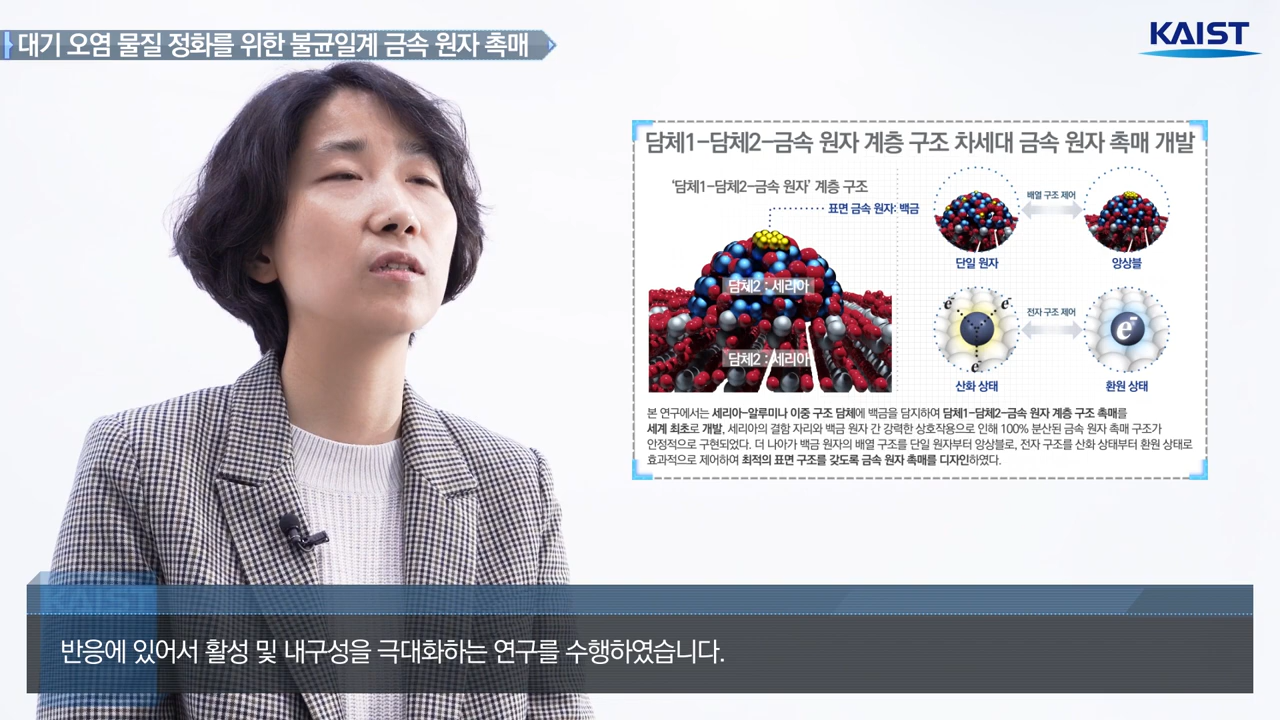 대기 오염 물질 정화를 위한 불균일계 금속 원자 촉매
KAIST
담체1-담체2-금속 원자 계층 구조 차세대 금속 원자 촉매 개발
'담체1-담체2-금속 원자' 계층 구조
표면 금속 원자: 백금
담체2 : 세리아
담체2 : 세리아
배열 구조 제어
단일 원자
앙상블
e⁻
e⁻
전자 구조 제어
e⁻
e⁻
산화 상태
환원 상태
본 연구에서는 세리아-알루미나 이중 구조 담체에 백금을 담지하여 담체1-담체2-금속 원자 계층 구조 촉매를
세계 최초로 개발. 세리아의 결함 자리와 백금 원자 간 강력한 상호작용으로 인해 100% 분산된 금속 원자 촉매 구조가
안정적으로 구현되었다. 더 나아가 백금 원자의 배열 구조를 단일 원자부터 앙상블로, 전자 구조를 산화 상태부터 환원 상태로
효과적으로 제어하여 최적의 표면 구조를 갖도록 금속 원자 촉매를 디자인하였다.
반응에 있어서 활성 및 내구성을 극대화하는 연구를 수행하였습니다.